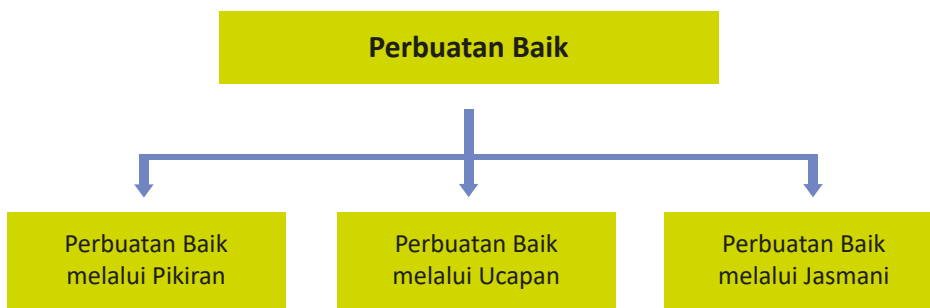 Perbuatan Baik
Perbuatan Baik
melalui Pikiran
Perbuatan Baik
melalui Ucapan
Perbuatan Baik
melalui Jasmani